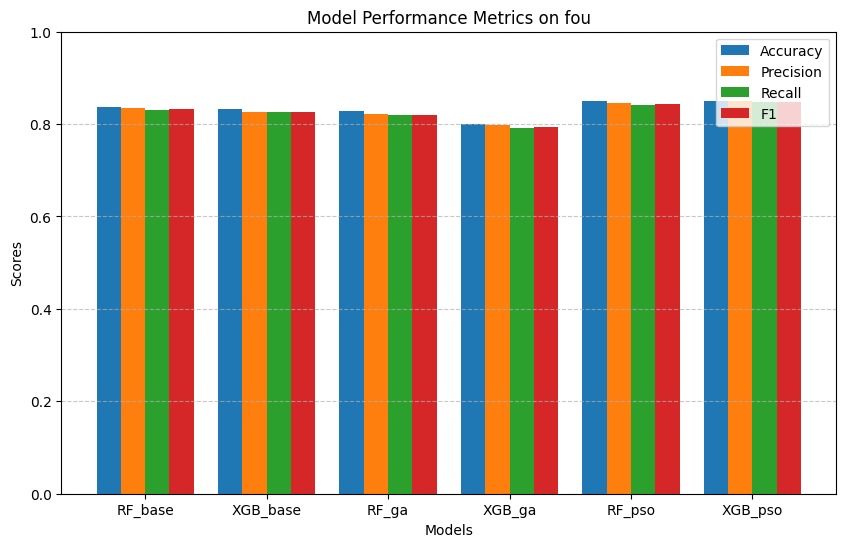 Model Performance Metrics on fou
1.0
0.8
0.6
0.4
0.2
0.0
Scores
Accuracy
Precision
Recall
F1
RF_base XGB_base RF_ga XGB_ga RF_pso XGB_pso
Models